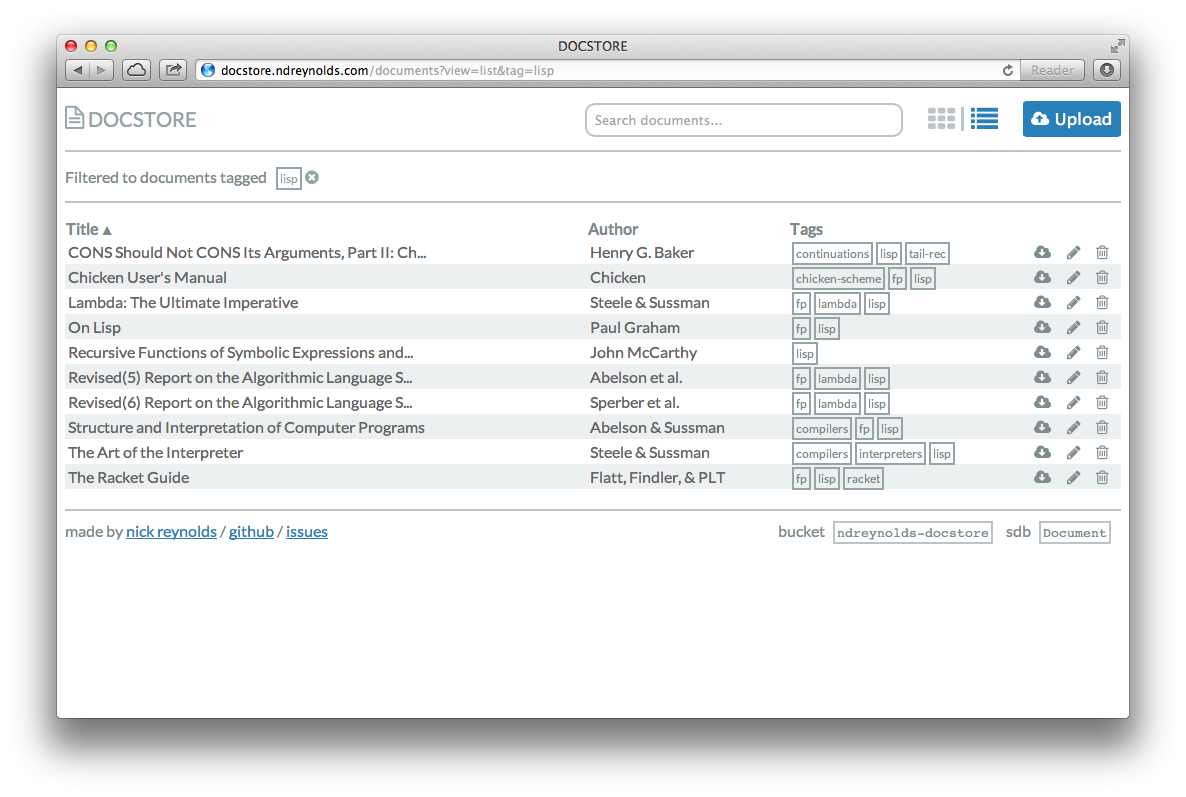 DOCSTORE
docstore.ndreynolds.com/documents?view=list&tag=lisp Reader
DOCSTORE Search documents... Upload
Filtered to documents tagged lisp
Title ▲ Author Tags
CONS Should Not CONS Its Arguments, Part II: Ch... Henry G. Baker continuations lisp tail-rec
Chicken User's Manual Chicken chicken-scheme fp lisp
Lambda: The Ultimate Imperative Steele & Sussman fp lambda lisp
On Lisp Paul Graham fp lisp
Recursive Functions of Symbolic Expressions and... John McCarthy lisp
Revised(5) Report on the Algorithmic Language S... Abelson et al. fp lambda lisp
Revised(6) Report on the Algorithmic Language S... Sperber et al. fp lambda lisp
Structure and Interpretation of Computer Programs Abelson & Sussman compilers fp lisp
The Art of the Interpreter Steele & Sussman compilers interpreters lisp
The Racket Guide Flatt, Findler, & PLT fp lisp racket
made by nick reynolds / github / issues bucket ndreynolds-docstore sdb Document